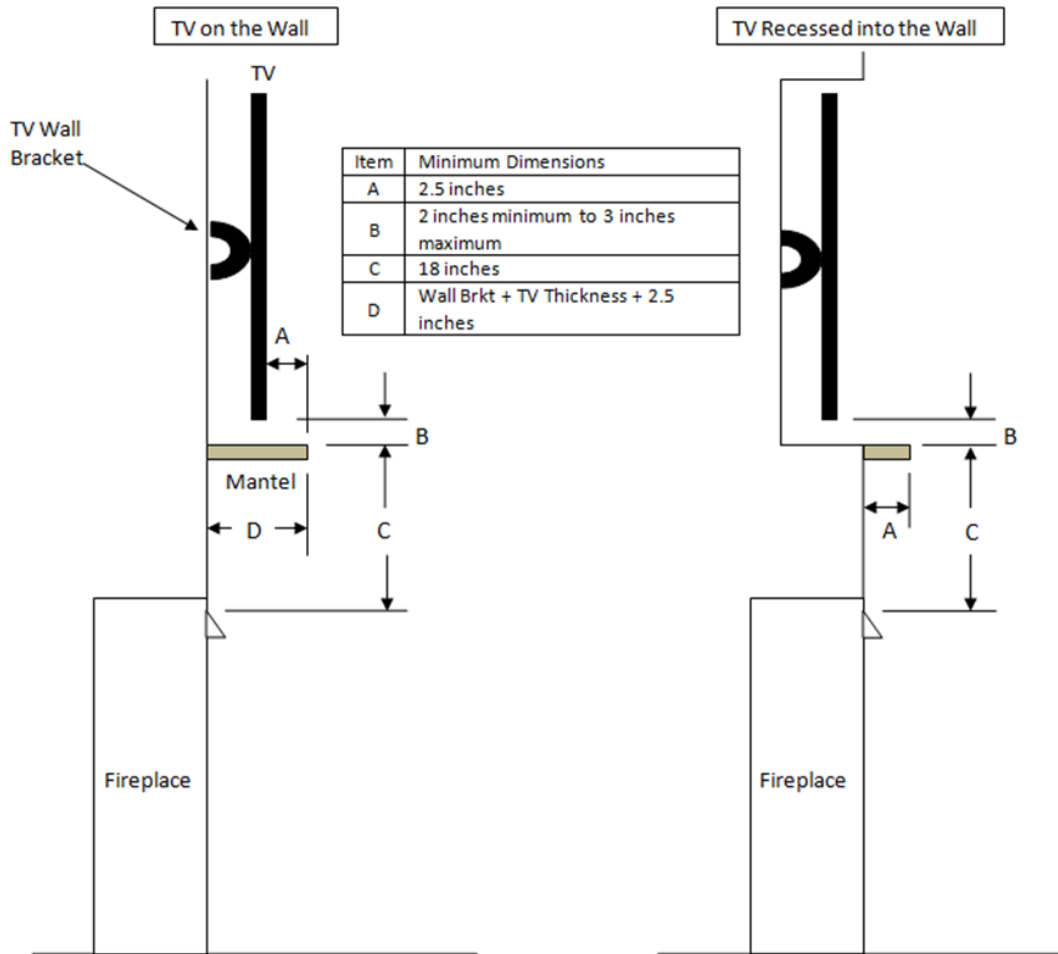 TV on the Wall
TV Recessed into the Wall
TV
TV Wall
Bracket
Item Minimum Dimensions
A 2.5 inches
B 2 inches minimum to 3 inches
maximum
C 18 inches
D Wall Brkt + TV Thickness + 2.5
inches
A
B
Mantel
D
C
Fireplace
B
A
C
Fireplace